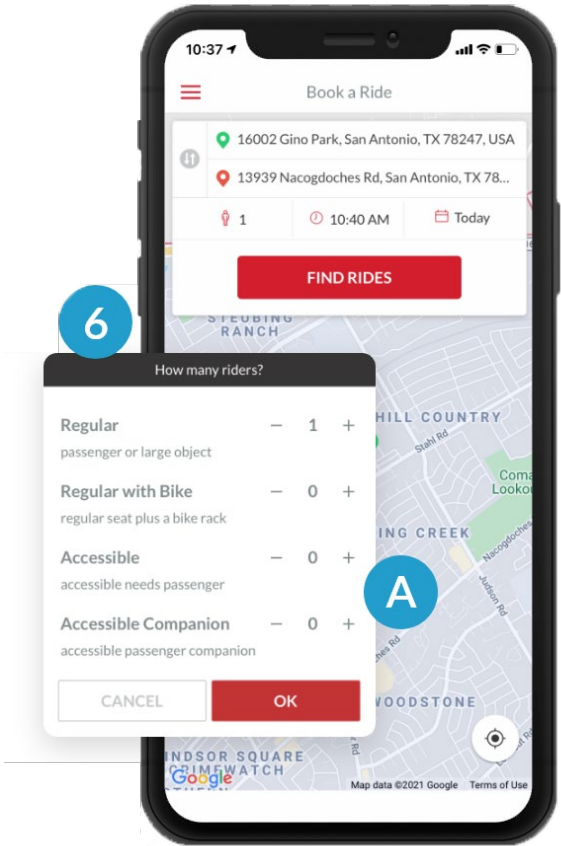 10:37
Book a Ride
16002 Gino Park, San Antonio, TX 78247, USA
13939 Nacogdoches Rd, San Antonio, TX 78...
1
10:40 AM
Today
FIND RIDES
STEUBING
RANCH
6
How many riders?
Regular
- 1 +
passenger or large object
Regular with Bike
- 0 +
regular seat plus a bike rack
Accessible
- 0 +
accessible needs passenger
Accessible Companion
- 0 +
accessible passenger companion
CANCEL
OK
A
HILL COUNTRY
Stahl Rd
Coma
Lookou
ING CREEK
Nacogdoches
Judson Rd
hes Rd
WOODSTONE
Rd
NDSOR SQUARE
CRIMEWATCH
Google
Map data ©2021 Google
Terms of Use